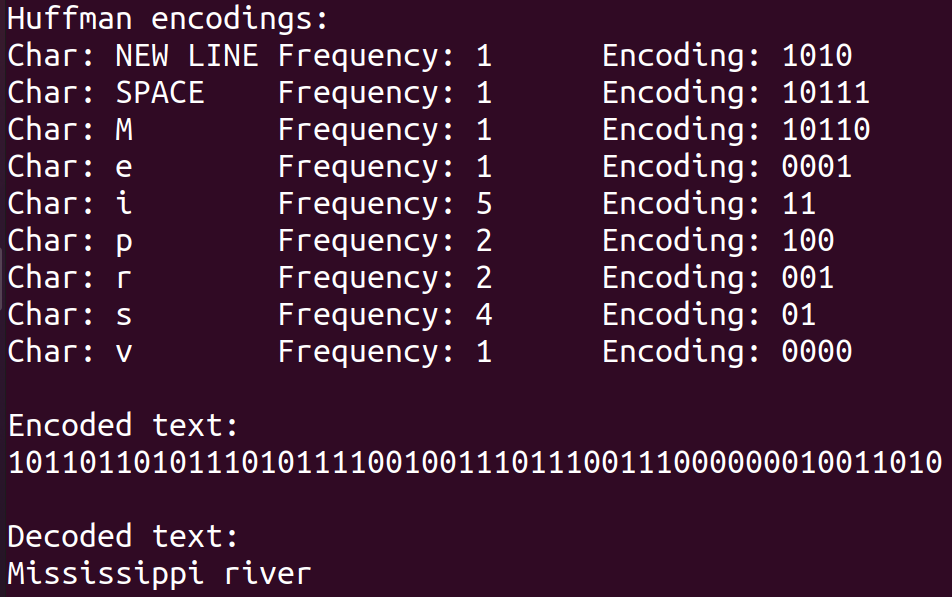 Huffman encodings:
Char: NEW LINE Frequency: 1 Encoding: 1010
Char: SPACE Frequency: 1 Encoding: 10111
Char: M Frequency: 1 Encoding: 10110
Char: e Frequency: 1 Encoding: 0001
Char: i Frequency: 5 Encoding: 11
Char: p Frequency: 2 Encoding: 100
Char: r Frequency: 2 Encoding: 001
Char: s Frequency: 4 Encoding: 01
Char: v Frequency: 1 Encoding: 0000
Encoded text:
1011011010111010111100100111011100111000000010011010
Decoded text:
Mississippi river